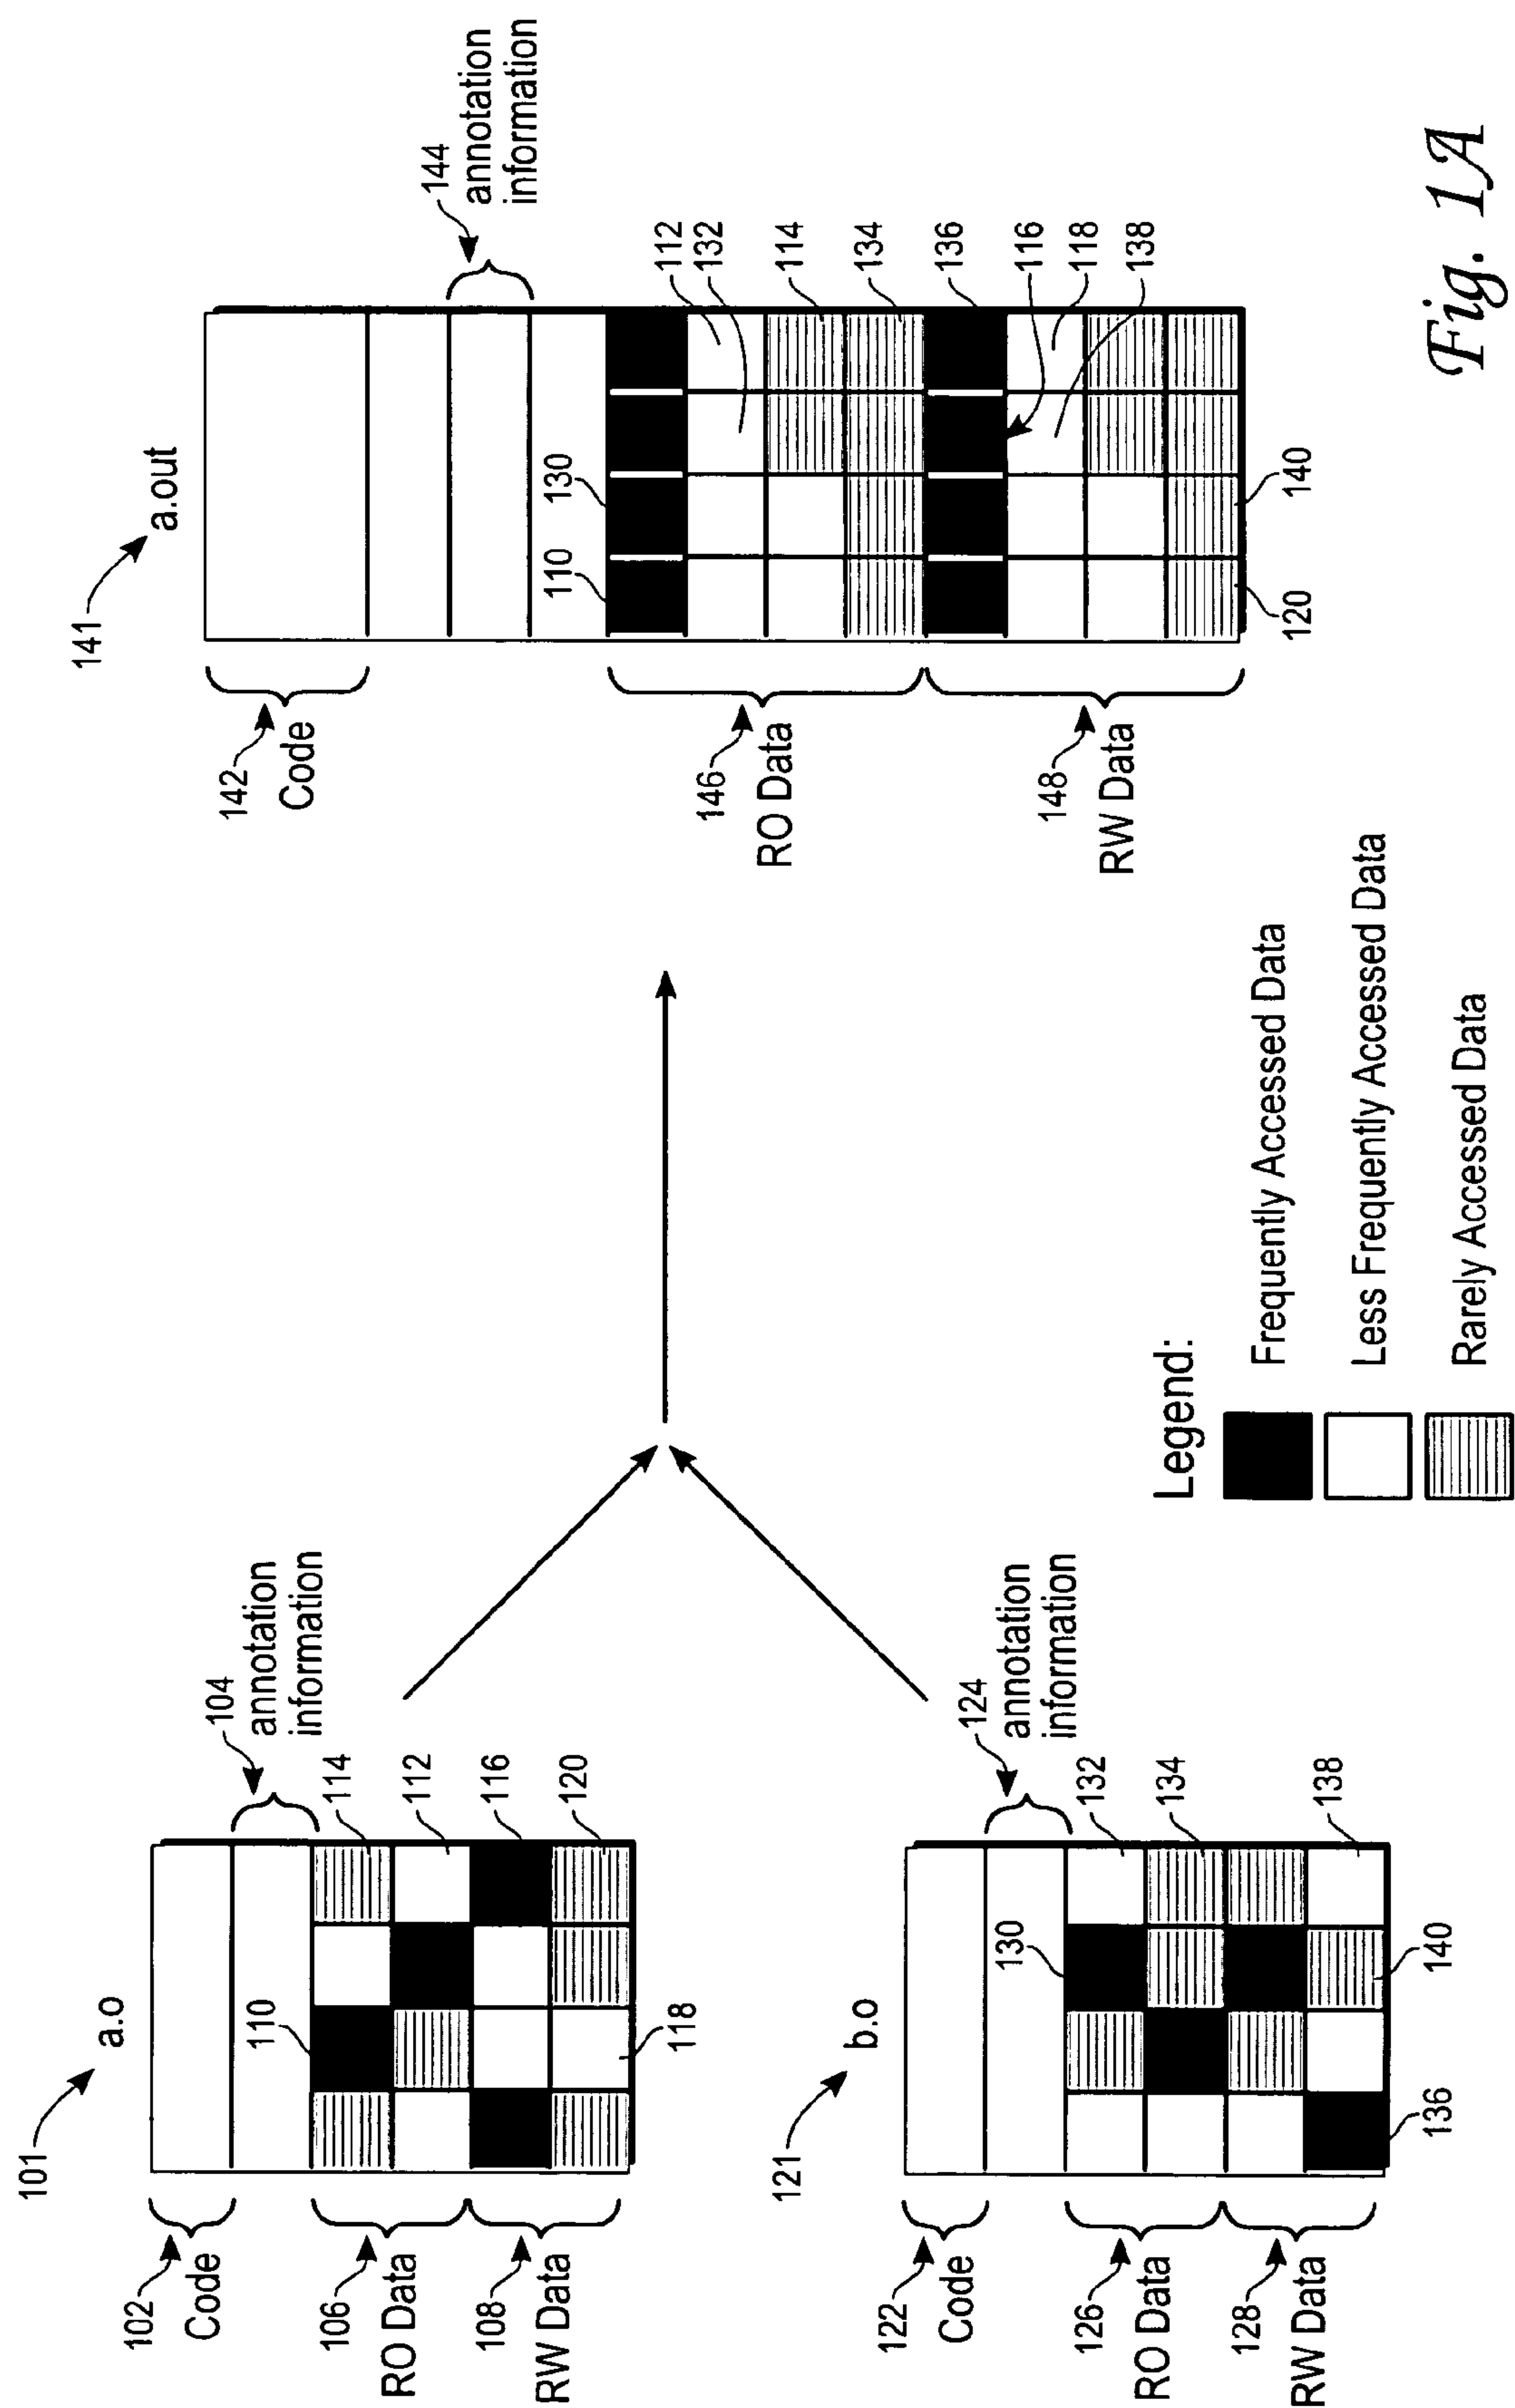 101
a.o
102
Code
104
annotation
information
106
RO Data
108
RW Data
110
114
112
116
120
118
121
b.o
122
Code
124
annotation
information
126
RO Data
128
RW Data
130
132
134
138
140
136
141
a.out
142
Code
144
annotation
information
146
RO Data
148
RW Data
110
130
112
132
114
134
136
116
118
138
120
140
Legend:
Frequently Accessed Data
Less Frequently Accessed Data
Rarely Accessed Data
Fig. 1A